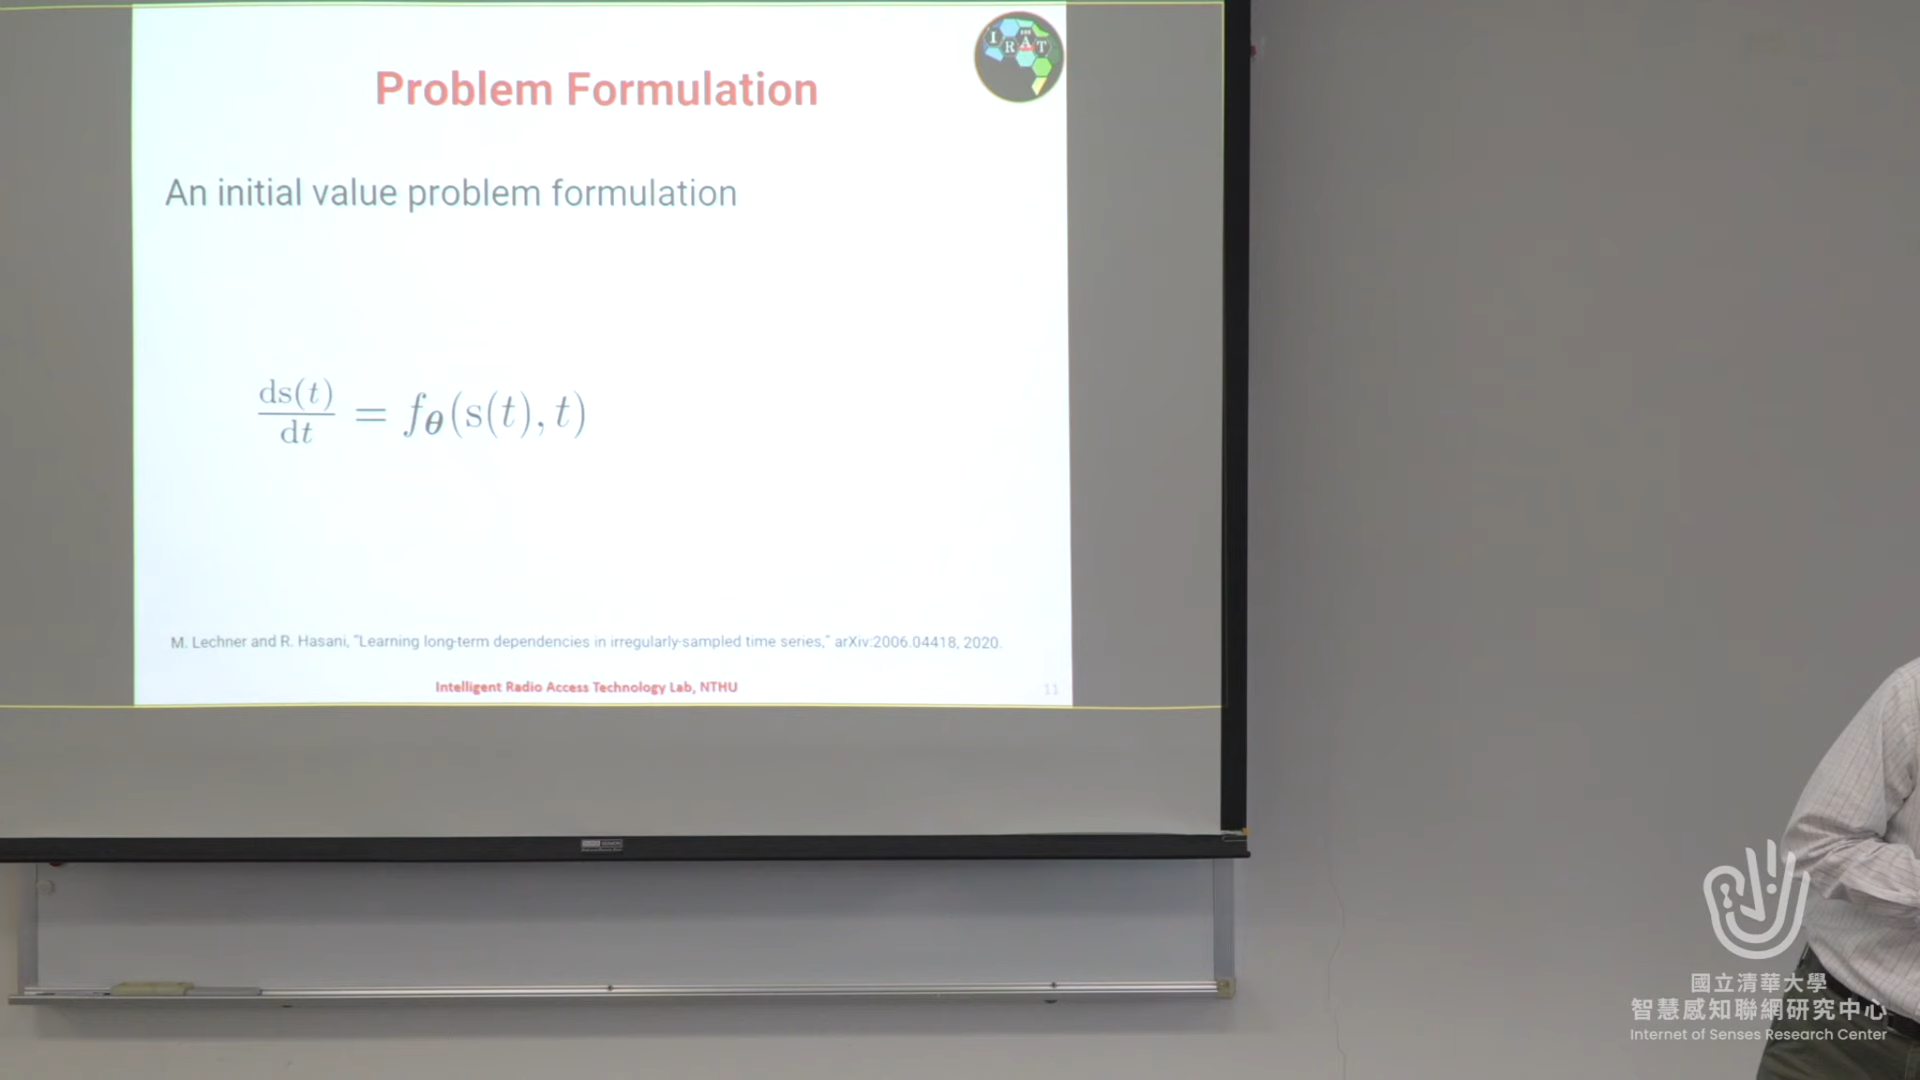 I R A T
Problem Formulation
An initial value problem formulation
ds(t)/dt = fθ(s(t), t)
M. Lechner and R. Hasani, “Learning long-term dependencies in irregularly-sampled time series,” arXiv:2006.04418, 2020.
Intelligent Radio Access Technology Lab, NTHU
11
國立清華大學
智慧感知聯網研究中心
Internet of Senses Research Center